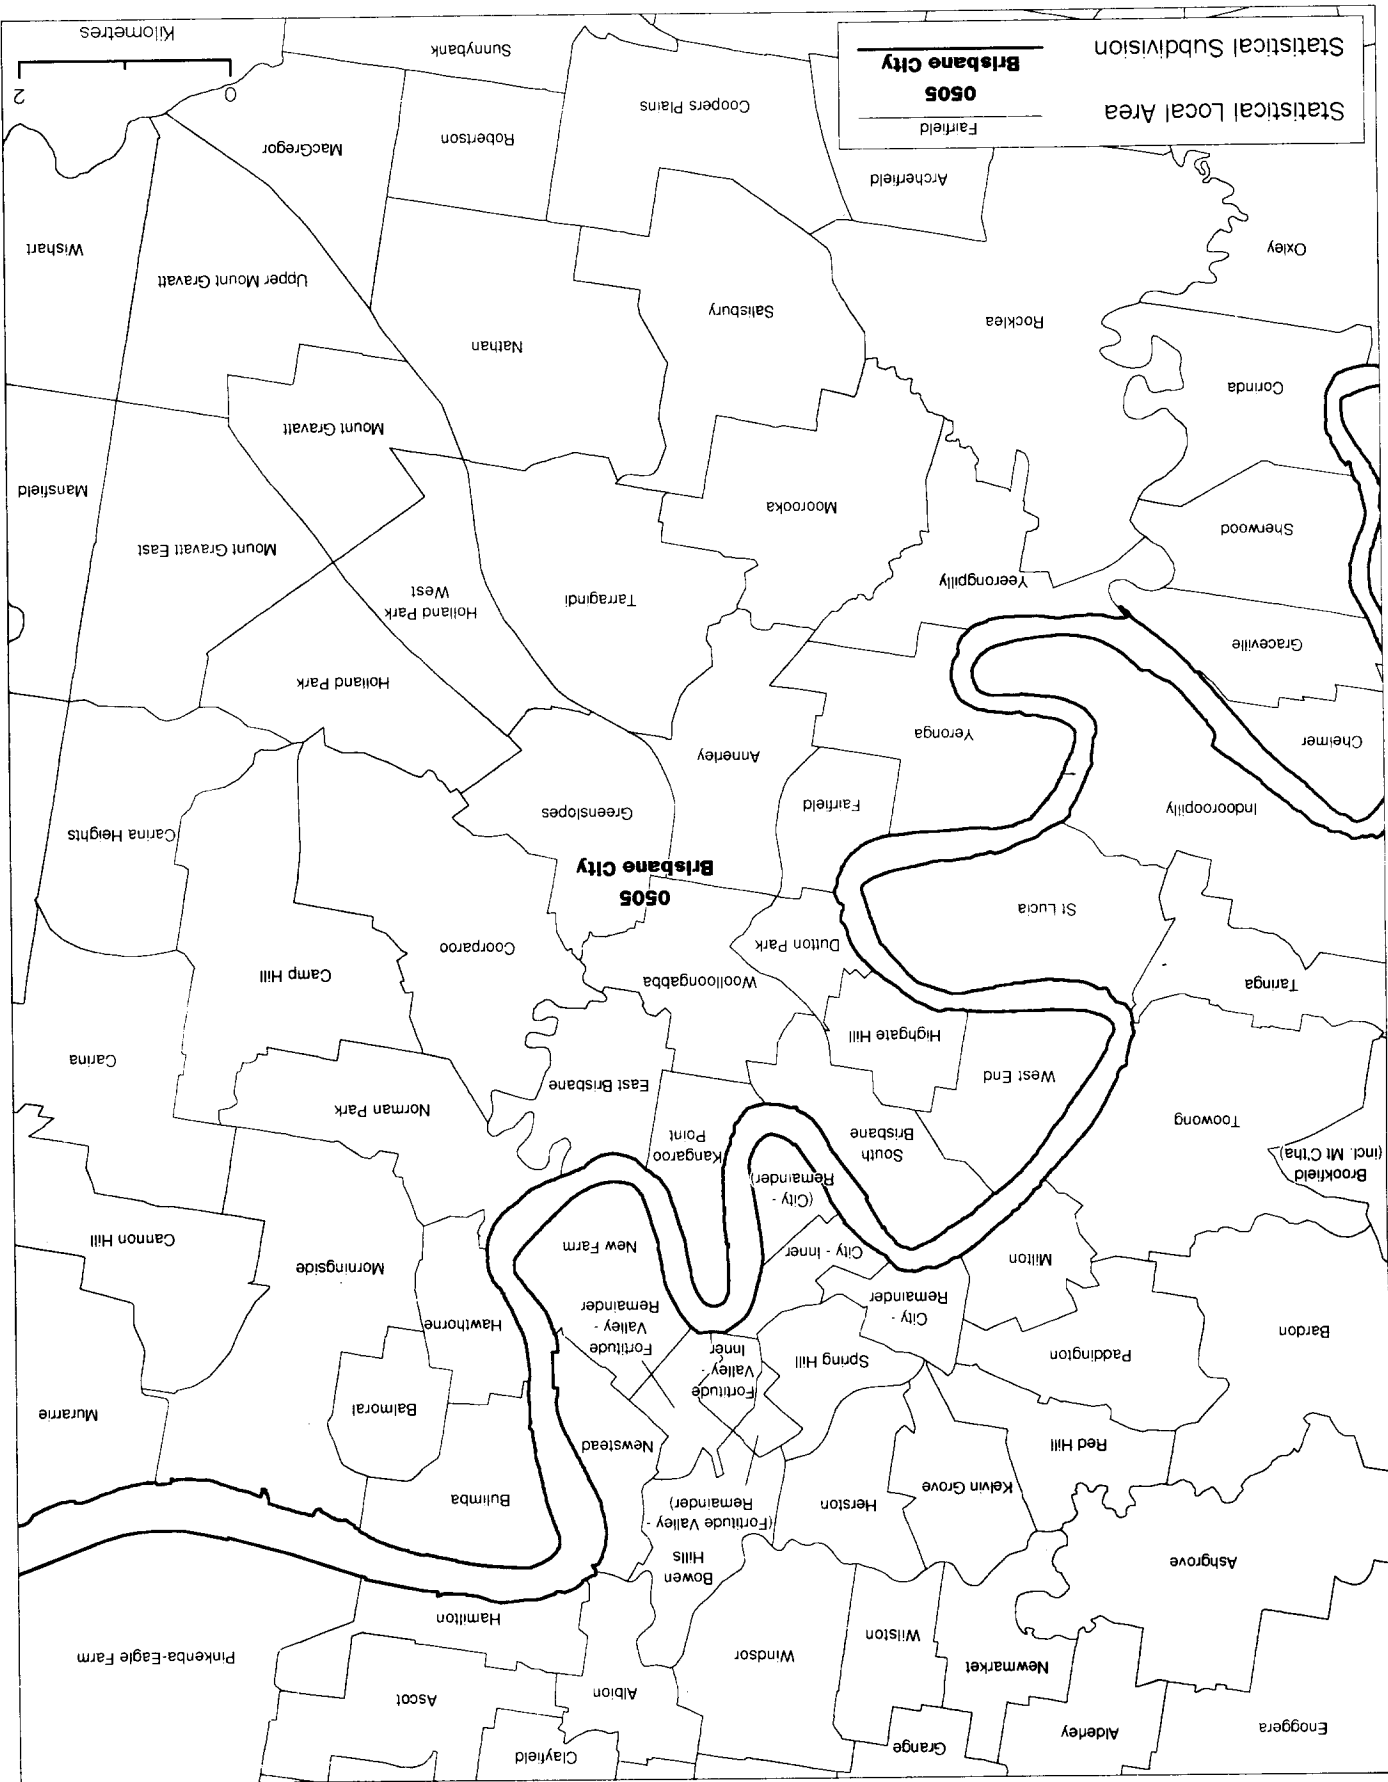 Enoggera
Alderley
Grange
Clayfield
Ascot
Albion
Newmarket
Wilston
Windsor
Hamilton
Pinkenba-Eagle Farm
Ashgrove
Bowen
Hills
(Fortitude Valley -
Remainder)
Herston
Kelvin Grove
Bulimba
Red Hill
Newstead
Murarrie
Balmoral
Fortitude
Valley -
Inner
Spring Hill
Paddington
Bardon
Fortitude
Valley -
Remainder
Hawthorne
City -
Remainder
Morningside
Milton
City - Inner
New Farm
Cannon Hill
(City -
Remainder)
Brookfield
(incl. Mt C'tha)
South
Brisbane
Kangaroo
Point
Toowong
Norman Park
West End
East Brisbane
Carina
Highgate Hill
Taringa
Woolloongabba
Camp Hill
Dutton Park
Coorparoo
St Lucia
0505
Brisbane City
Carina Heights
Indooroopilly
Fairfield
Greenslopes
Annerley
Chelmer
Yeronga
Holland Park
Graceville
Holland Park
West
Tarragindi
Yeerongpilly
Mount Gravatt East
Sherwood
Moorooka
Mansfield
Mount Gravatt
Corinda
Nathan
Rocklea
Salisbury
Upper Mount Gravatt
Oxley
Wishart
Archerfield
MacGregor
Robertson
Coopers Plains
Sunnybank
Statistical Local Area
Fairfield
0505
Brisbane City
Statistical Subdivision
0 2
Kilometres